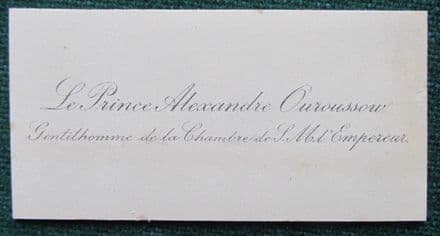 Le Prince Alexandre Ouroussow
Gentilhomme de la Chambre de S. M. l'Empereur.